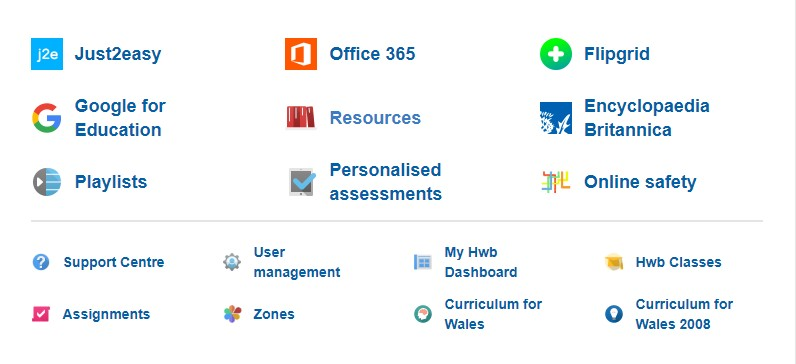 j2e Just2easy
Office 365
Flipgrid
Google for
Education
Resources
Encyclopaedia
Britannica
Playlists
Personalised
assessments
Online safety
? Support Centre
User
management
My Hwb
Dashboard
Hwb Classes
Assignments
Zones
Curriculum for
Wales
Curriculum for
Wales 2008